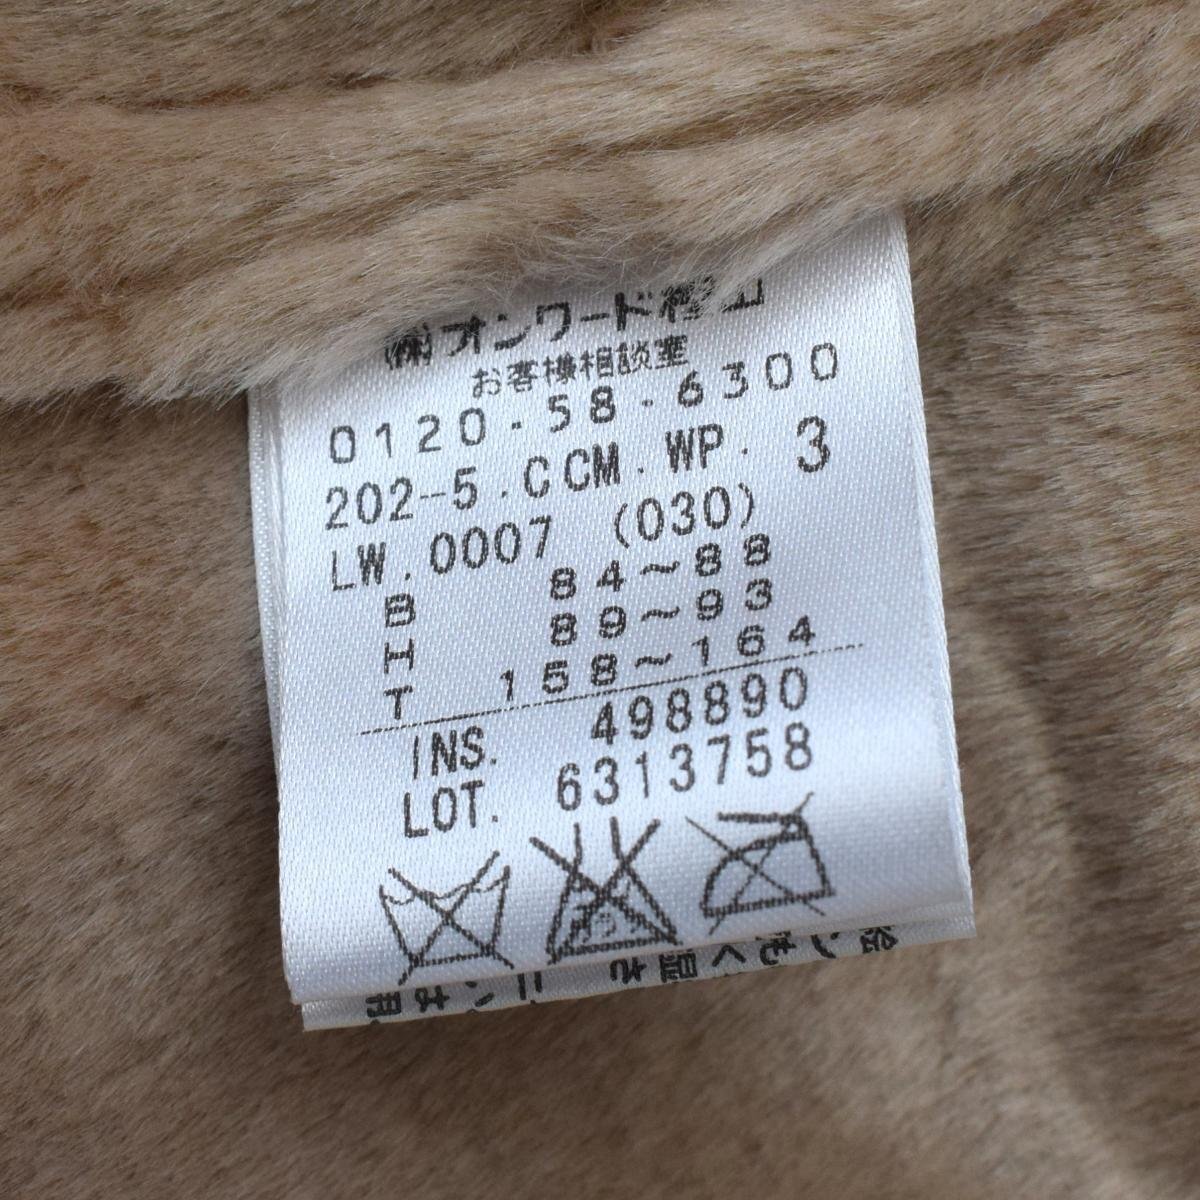 ㈱オンワード樫山
お客様相談室
0120-58-6300
202-5.CCM.WP. 3
LW.0007 (030)
B 84~88
H 89~93
T 158~164
INS. 498890
LOT. 6313758